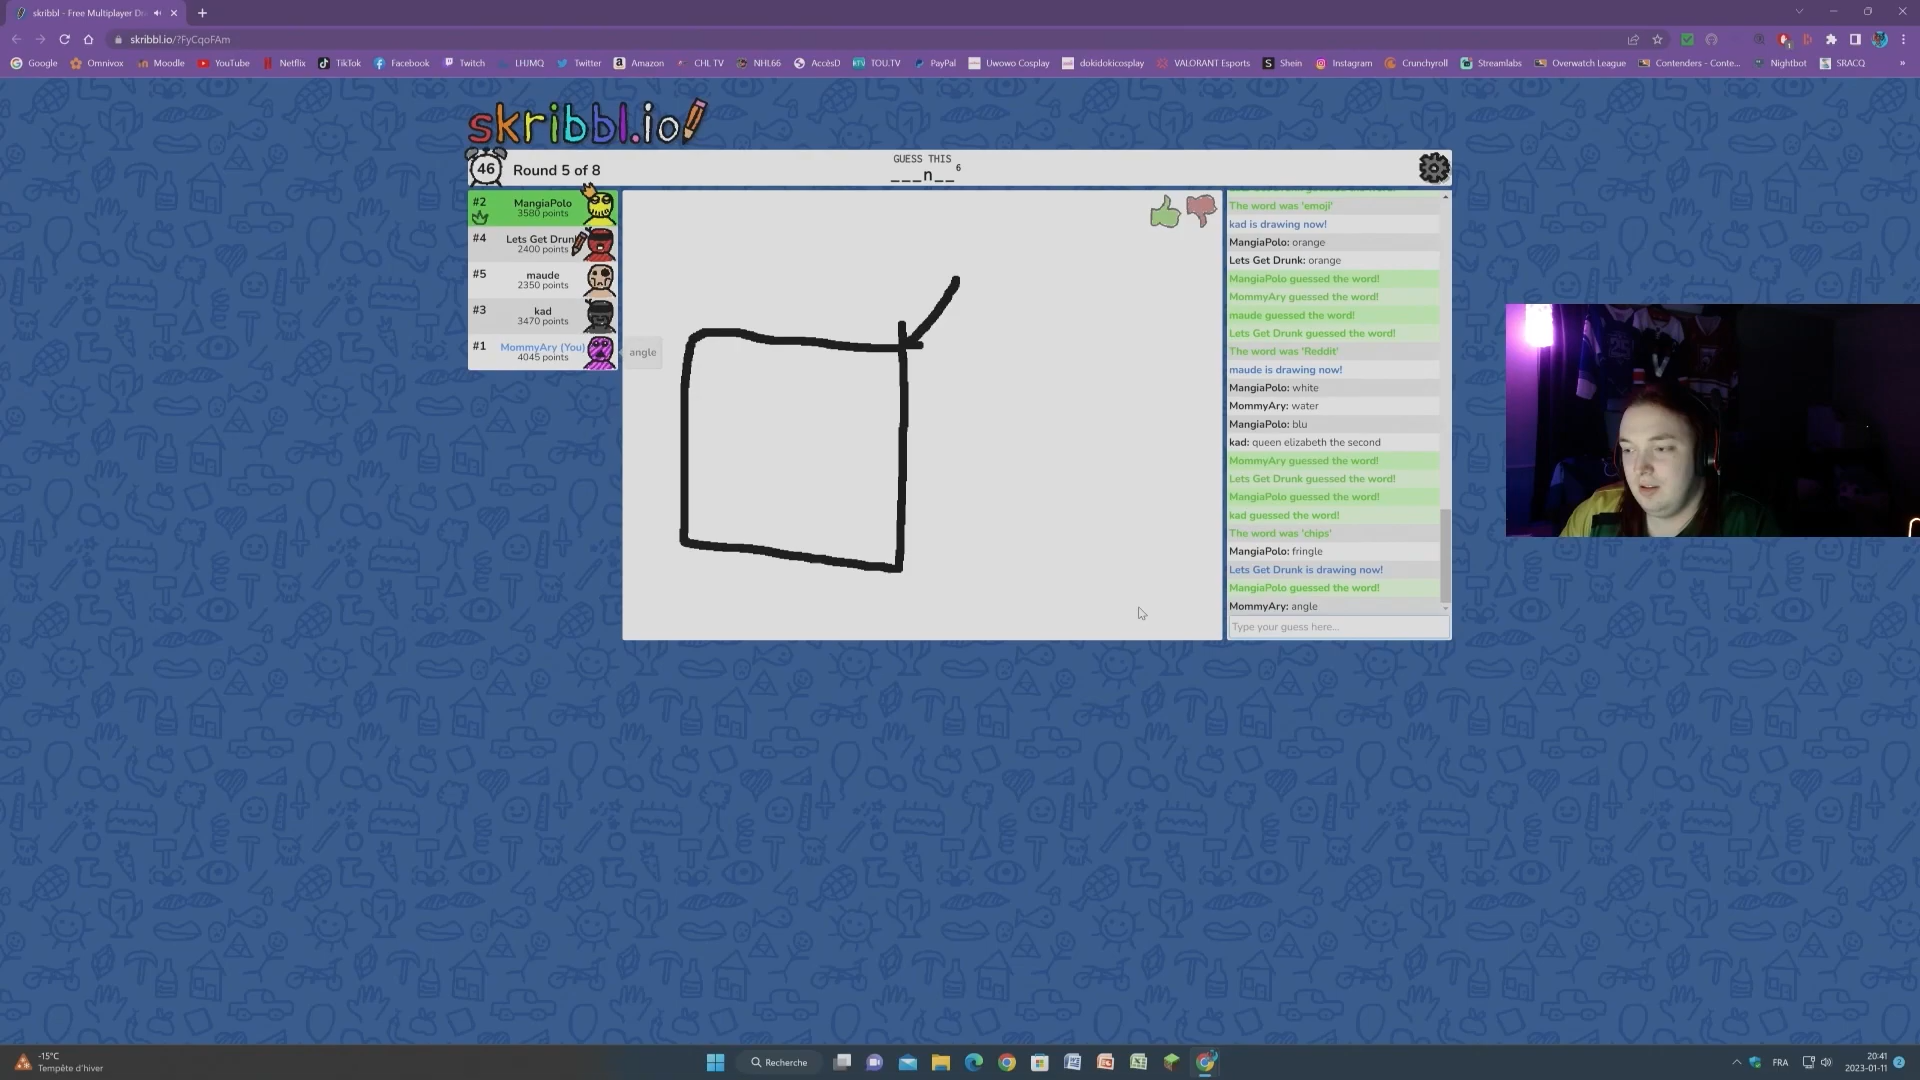 skribbl - Free Multiplayer Dr
skribbl.io/?FyCqoFAm
Google Omnivox Moodle YouTube Netflix TikTok Facebook Twitch LHJMQ Twitter Amazon CHL TV NHL66 AccèsD TOU.TV PayPal Uwowo Cosplay dokidokicosplay VALORANT Esports Shein Instagram Crunchyroll Streamlabs Overwatch League Contenders - Conte... Nightbot SRACQ »
skribbl.io
46 Round 5 of 8
GUESS THIS
___n__ 6
#2 MangiaPolo
3580 points
#4 Lets Get Drunk
2400 points
#5 maude
2350 points
#3 kad
3470 points
#1 MommyAry (You)
4045 points
angle
The word was 'emoji'
kad is drawing now!
MangiaPolo: orange
Lets Get Drunk: orange
MangiaPolo guessed the word!
MommyAry guessed the word!
maude guessed the word!
Lets Get Drunk guessed the word!
The word was 'Reddit'
maude is drawing now!
MangiaPolo: white
MommyAry: water
MangiaPolo: blu
kad: queen elizabeth the second
MommyAry guessed the word!
Lets Get Drunk guessed the word!
MangiaPolo guessed the word!
kad guessed the word!
The word was 'chips'
MangiaPolo: fringle
Lets Get Drunk is drawing now!
MangiaPolo guessed the word!
MommyAry: angle
Type your guess here...
-15°C
Tempête d'hiver
Recherche
FRA
20:41
2023-01-11
2